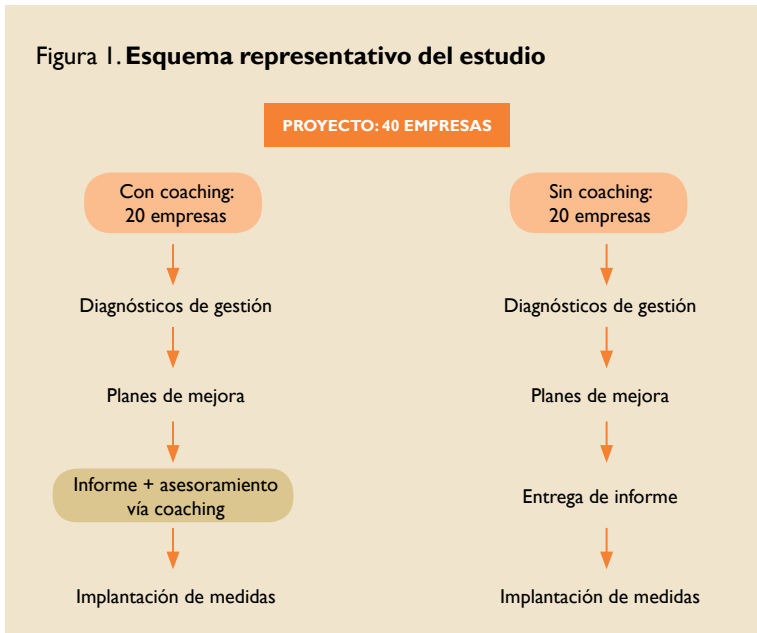 Figura 1. Esquema representativo del estudio
PROYECTO: 40 EMPRESAS
Con coaching:
20 empresas
Diagnósticos de gestión
Planes de mejora
Informe + asesoramiento
vía coaching
Implantación de medidas
Sin coaching:
20 empresas
Diagnósticos de gestión
Planes de mejora
Entrega de informe
Implantación de medidas